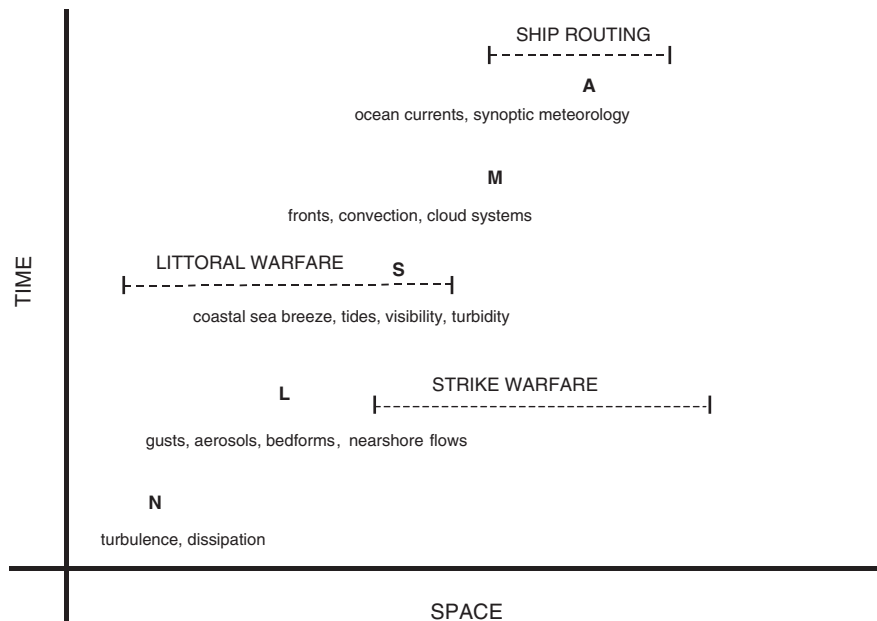 SHIP ROUTING
A
ocean currents, synoptic meteorology
M
fronts, convection, cloud systems
TIME
LITTORAL WARFARE
S
coastal sea breeze, tides, visibility, turbidity
L
STRIKE WARFARE
gusts, aerosols, bedforms, nearshore flows
N
turbulence, dissipation
SPACE